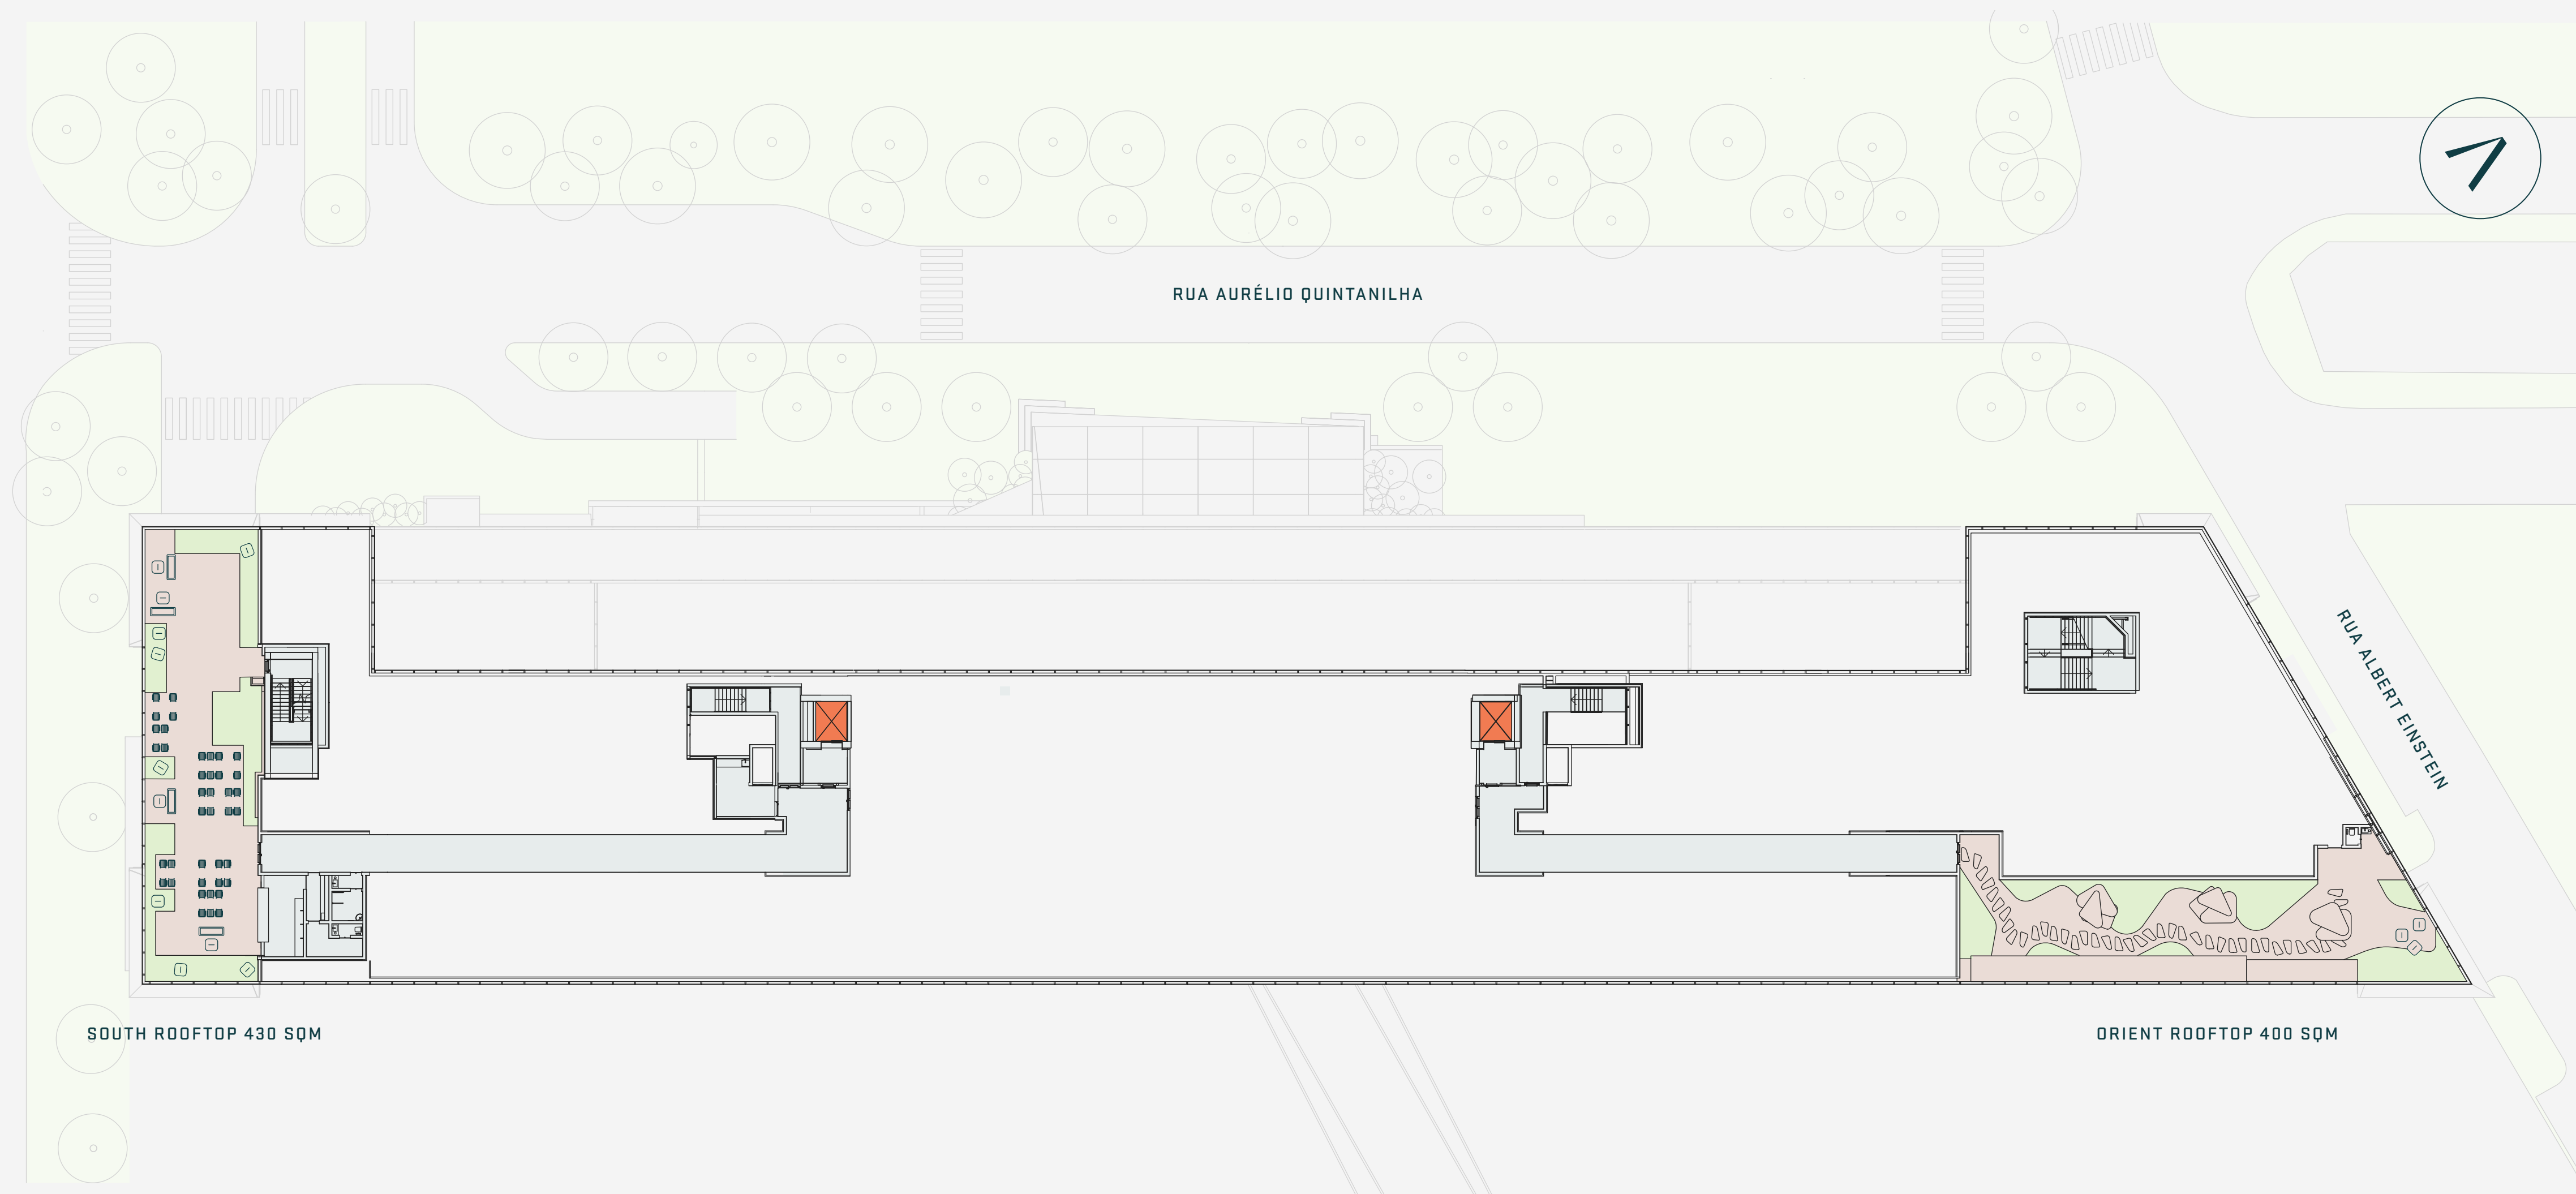 RUA AURÉLIO QUINTANILHA
RUA ALBERT EINSTEIN
SOUTH ROOFTOP 430 SQM
ORIENT ROOFTOP 400 SQM